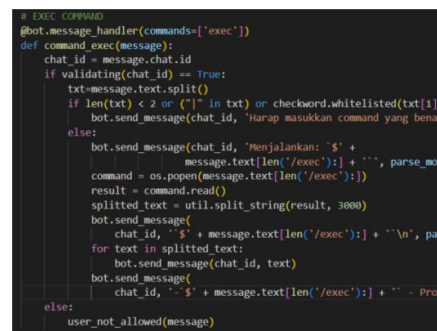 # EXEC COMMAND
@bot.message_handler(commands=['exec'])
def command_exec(message):
chat_id = message.chat.id
if validating(chat_id) == True:
txt=message.text.split()
if len(txt) < 2 or ("|" in txt) or checkword.whitelisted(txt[1]
bot.send_message(chat_id, 'Harap masukkan command yang bena
else:
bot.send_message(chat_id, 'Menjalankan: `$' +
message.text[len('/exec'):] + '`', parse_mo
command = os.popen(message.text[len('/exec'):])
result = command.read()
splitted_text = util.split_string(result, 3000)
bot.send_message(
chat_id, '`$' + message.text[len('/exec'):] + '`\n', pa
for text in splitted_text:
bot.send_message(chat_id, text)
bot.send_message(
chat_id, '-`$' + message.text[len('/exec'):] + '` - Pro
else:
user_not_allowed(message)